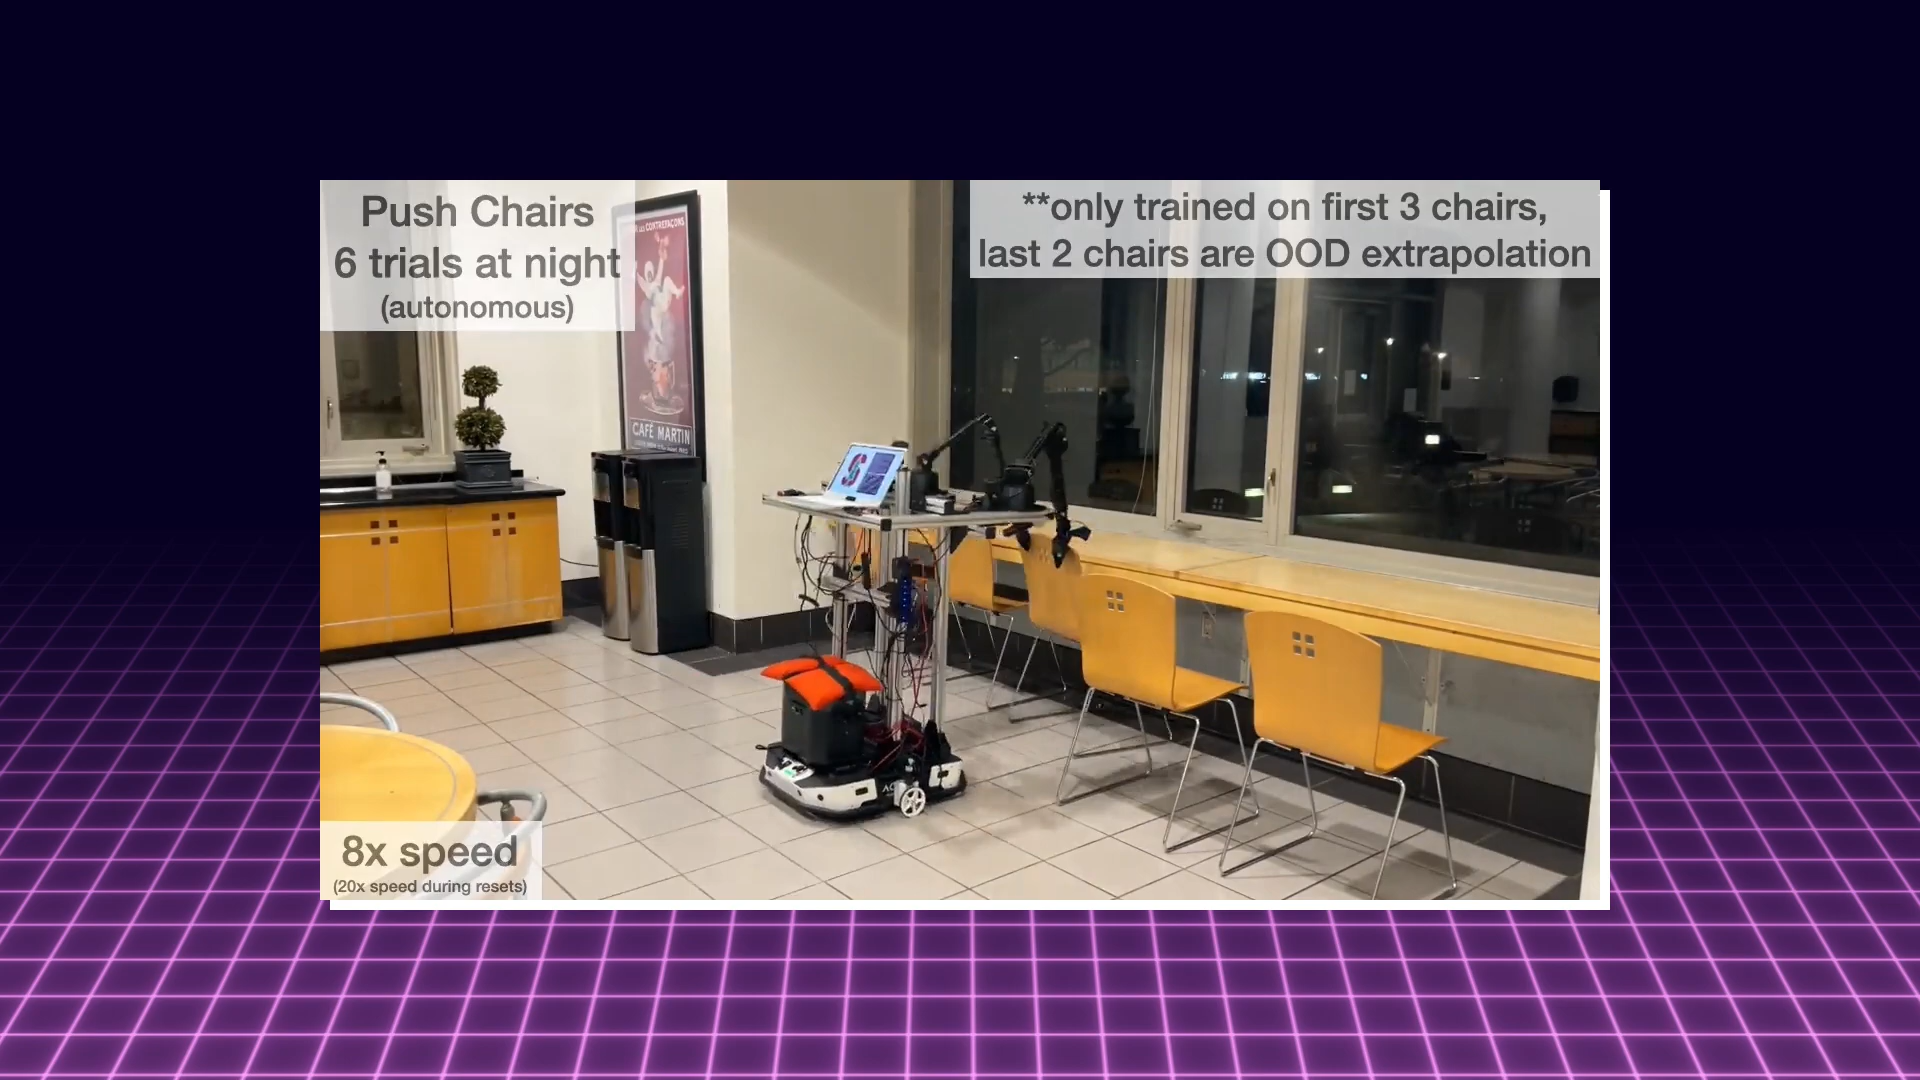 Push Chairs
6 trials at night
(autonomous)
**only trained on first 3 chairs,
last 2 chairs are OOD extrapolation
CAFÉ MARTIN
8x speed
(20x speed during resets)